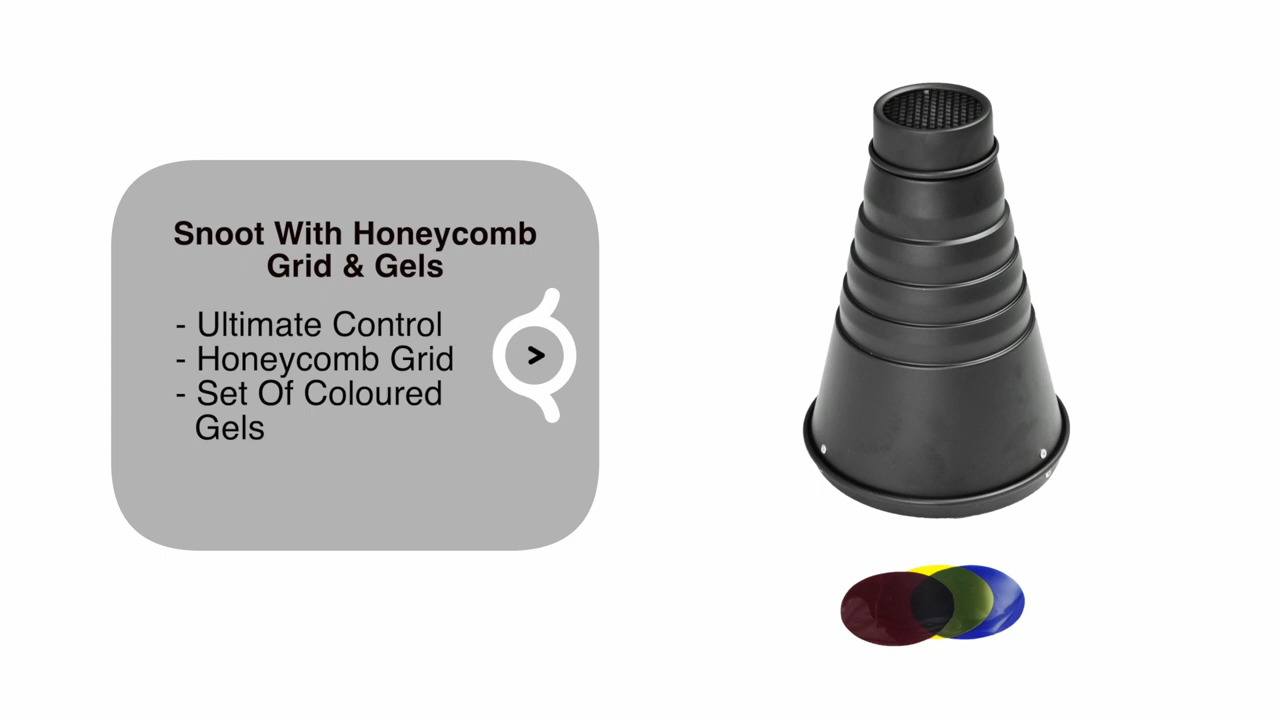 Snoot With Honeycomb
Grid & Gels
- Ultimate Control
- Honeycomb Grid
- Set Of Coloured
Gels
>